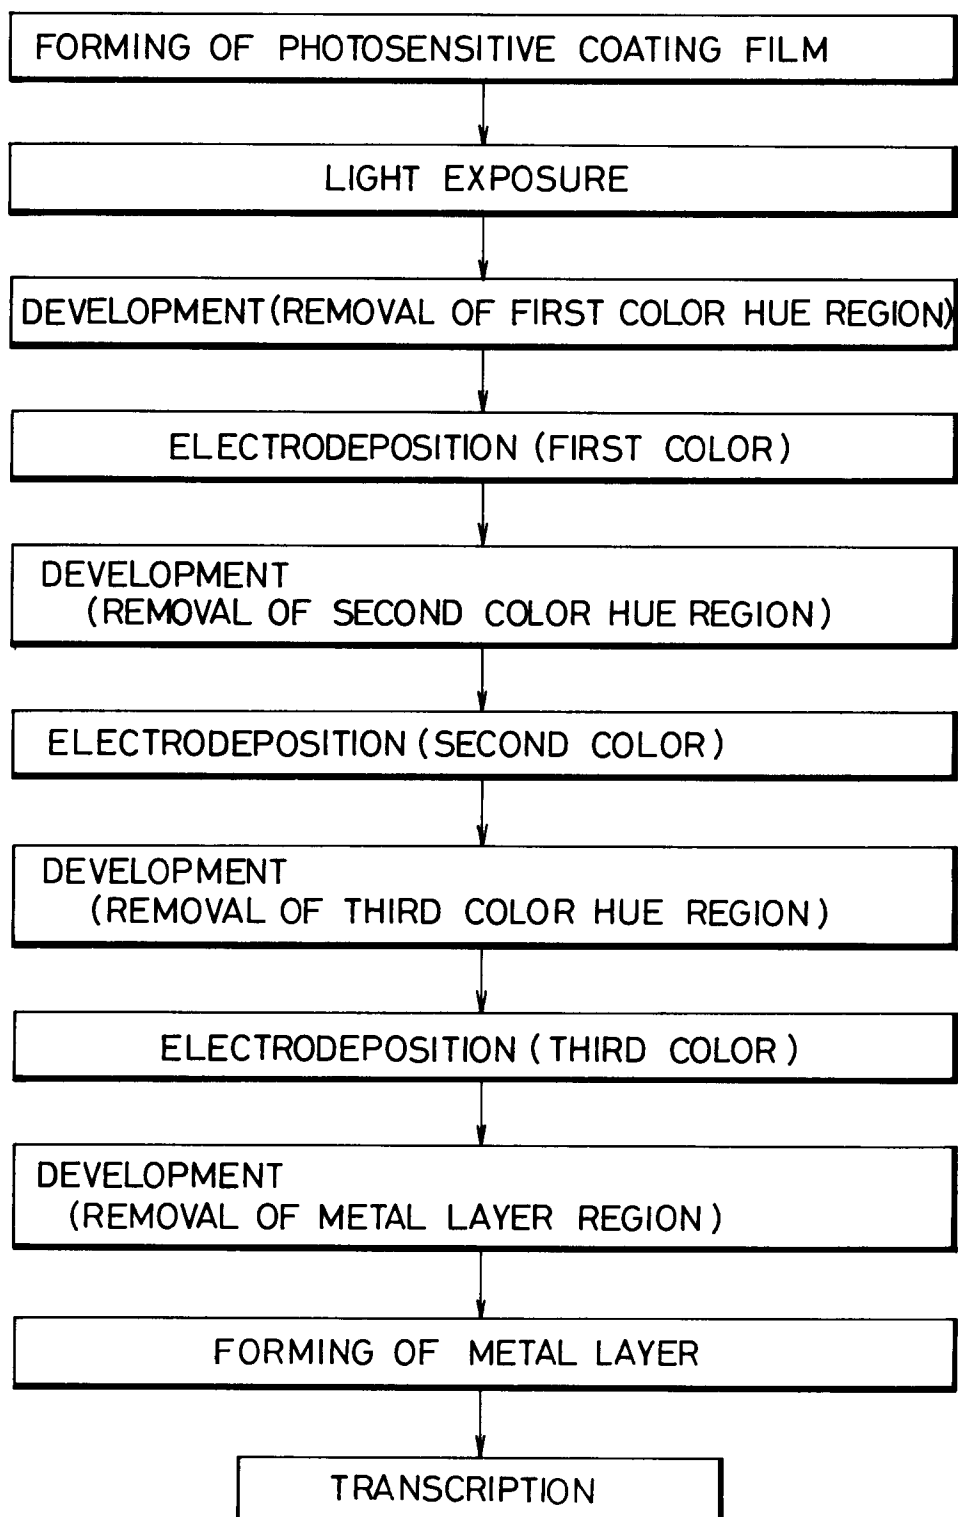 FORMING OF PHOTOSENSITIVE COATING FILM
LIGHT EXPOSURE
DEVELOPMENT (REMOVAL OF FIRST COLOR HUE REGION)
ELECTRODEPOSITION (FIRST COLOR)
DEVELOPMENT
(REMOVAL OF SECOND COLOR HUE REGION)
ELECTRODEPOSITION (SECOND COLOR)
DEVELOPMENT
(REMOVAL OF THIRD COLOR HUE REGION)
ELECTRODEPOSITION (THIRD COLOR)
DEVELOPMENT
(REMOVAL OF METAL LAYER REGION)
FORMING OF METAL LAYER
TRANSCRIPTION